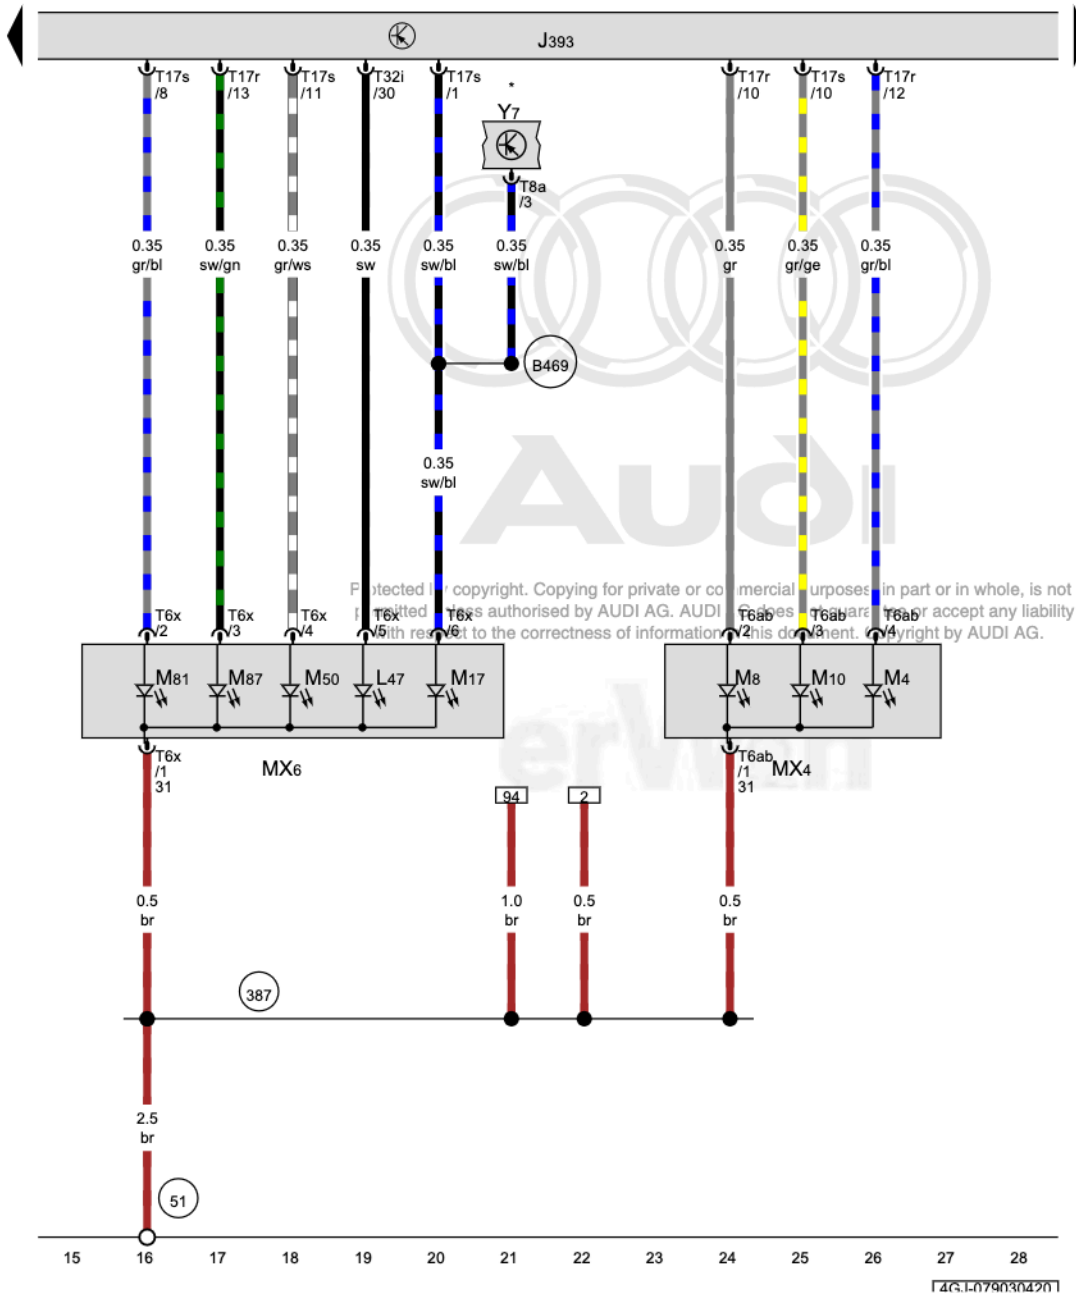 J393
T17s /8
T17r /13
T17s /11
T32i /30
T17s /1
*
Y7
T8a /3
T17r /10
T17s /10
T17r /12
0.35 gr/bl
0.35 sw/gn
0.35 gr/ws
0.35 sw
0.35 sw/bl
0.35 sw/bl
0.35 gr
0.35 gr/ge
0.35 gr/bl
B469
0.35 sw/bl
Audi
Protected by copyright. Copying for private or commercial purposes, in part or in whole, is not
permitted unless authorised by AUDI AG. AUDI AG does not guarantee or accept any liability
with respect to the correctness of information in this document. Copyright by AUDI AG.
T6x /2
T6x /3
T6x /4
T6x /5
T6x /6
T6ab /2
T6ab /3
T6ab /4
M81
M87
M50
L47
M17
M8
M10
M4
T6x /1 31
MX6
T6ab /1 31
MX4
erWin
94
2
0.5 br
1.0 br
0.5 br
0.5 br
387
2.5 br
51
15 16 17 18 19 20 21 22 23 24 25 26 27 28
4GJ-079030420